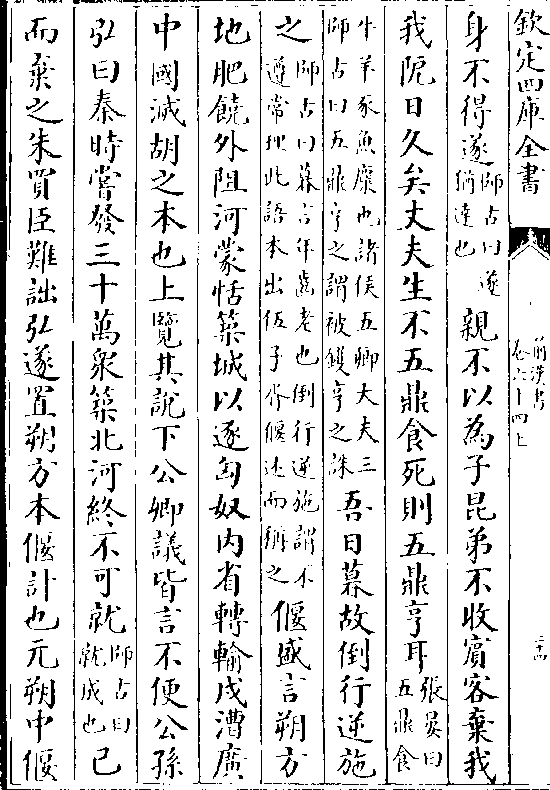 欽定四庫全書
前漢書
卷六十四上
二十四
身不得遂師古曰遂猶達也親不以為子昆弟不收賔客棄我
我阨日久矣丈夫生不五鼎食死則五鼎亨耳張晏曰五鼎食
牛羊豕魚麋也諸侯五卿大夫三師古曰五鼎亨之謂被鑊亨之誅吾日暮故倒行逆施
之師古曰暮言年齒老也倒行逆施謂不遵常理此語本出伍子胥偃述而稱之偃盛言朔方
地肥饒外阻河蒙恬築城以逐匈奴内省轉輸戍漕廣
中國滅胡之本也上覽其說下公卿議皆言不便公孫
弘曰秦時嘗發三十萬衆築北河終不可就師古曰就成也已
而棄之朱買臣難詘弘遂置朔方本偃計也元朔中偃